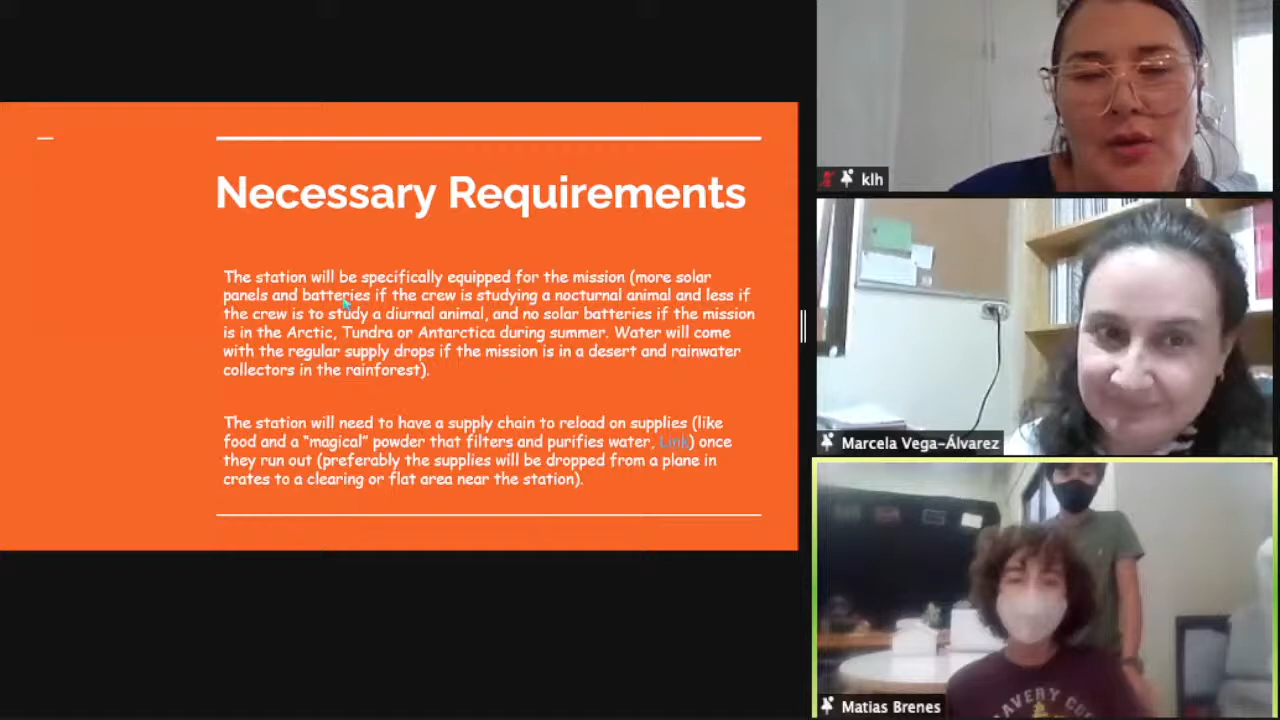 Necessary Requirements
The station will be specifically equipped for the mission (more solar
panels and batteries if the crew is studying a nocturnal animal and less if
the crew is to study a diurnal animal, and no solar batteries if the mission
is in the Arctic, Tundra or Antarctica during summer. Water will come
with the regular supply drops if the mission is in a desert and rainwater
collectors in the rainforest).
The station will need to have a supply chain to reload on supplies (like
food and a “magical” powder that filters and purifies water, Link) once
they run out (preferably the supplies will be dropped from a plane in
crates to a clearing or flat area near the station).
klh
Marcela Vega-Álvarez
Matias Brenes